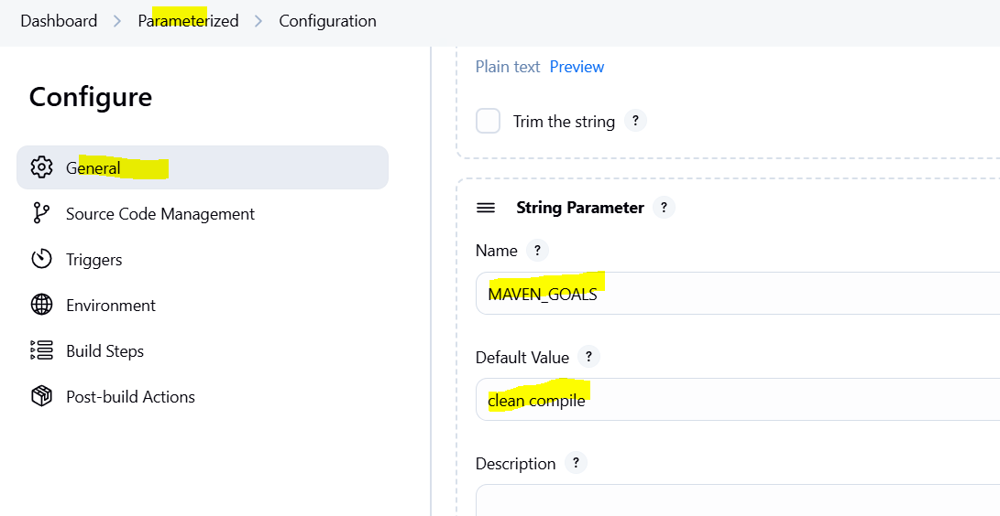 Dashboard > Parameterized > Configuration
Configure
General
Source Code Management
Triggers
Environment
Build Steps
Post-build Actions
Plain text Preview
Trim the string ?
String Parameter ?
Name ?
MAVEN_GOALS
Default Value ?
clean compile
Description ?